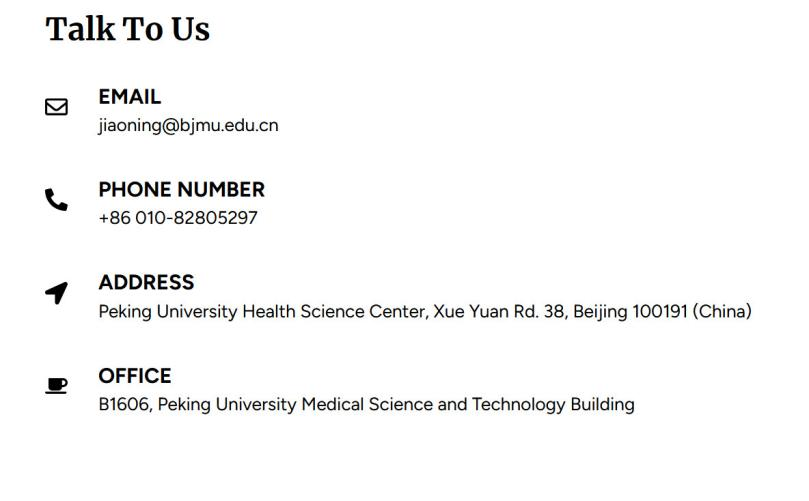 Talk To Us
EMAIL
jiaoning@bjmu.edu.cn
PHONE NUMBER
+86 010-82805297
ADDRESS
Peking University Health Science Center, Xue Yuan Rd. 38, Beijing 100191 (China)
OFFICE
B1606, Peking University Medical Science and Technology Building